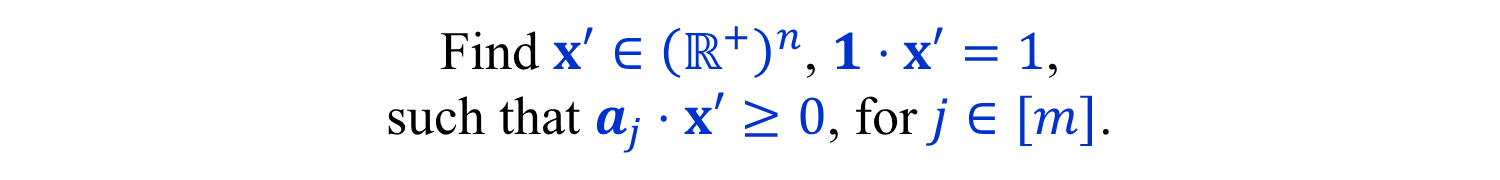 Find 𝐱′ ∈ (ℝ⁺)ⁿ, 𝟏 · 𝐱′ = 1,
such that 𝒂ⱼ · 𝐱′ ≥ 0, for 𝑗 ∈ [𝑚].